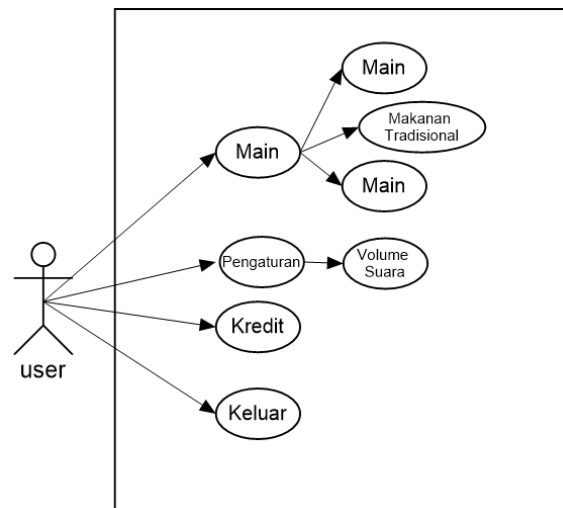 Main
Makanan
Tradisional
Main
Main
Pengaturan
Volume
Suara
Kredit
Keluar
user